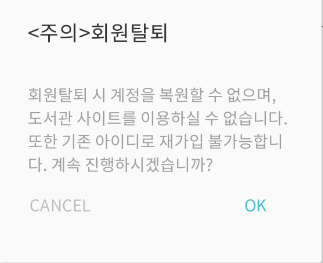 <주의>회원탈퇴
회원탈퇴 시 계정을 복원할 수 없으며,
도서관 사이트를 이용하실 수 없습니다.
또한 기존 아이디로 재가입 불가능합니
다. 계속 진행하시겠습니까?
CANCEL OK